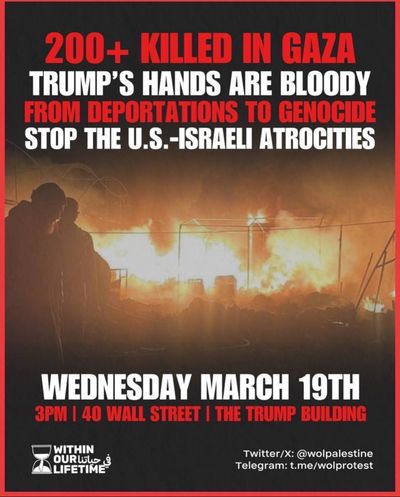 200+ KILLED IN GAZA
TRUMP'S HANDS ARE BLOODY
FROM DEPORTATIONS TO GENOCIDE
STOP THE U.S.-ISRAELI ATROCITIES
WEDNESDAY MARCH 19TH
3PM | 40 WALL STREET | THE TRUMP BUILDING
WITHIN
OUR في حياتنا
LIFETIME
Twitter/X: @wolpalestine
Telegram: t.me/wolprotest